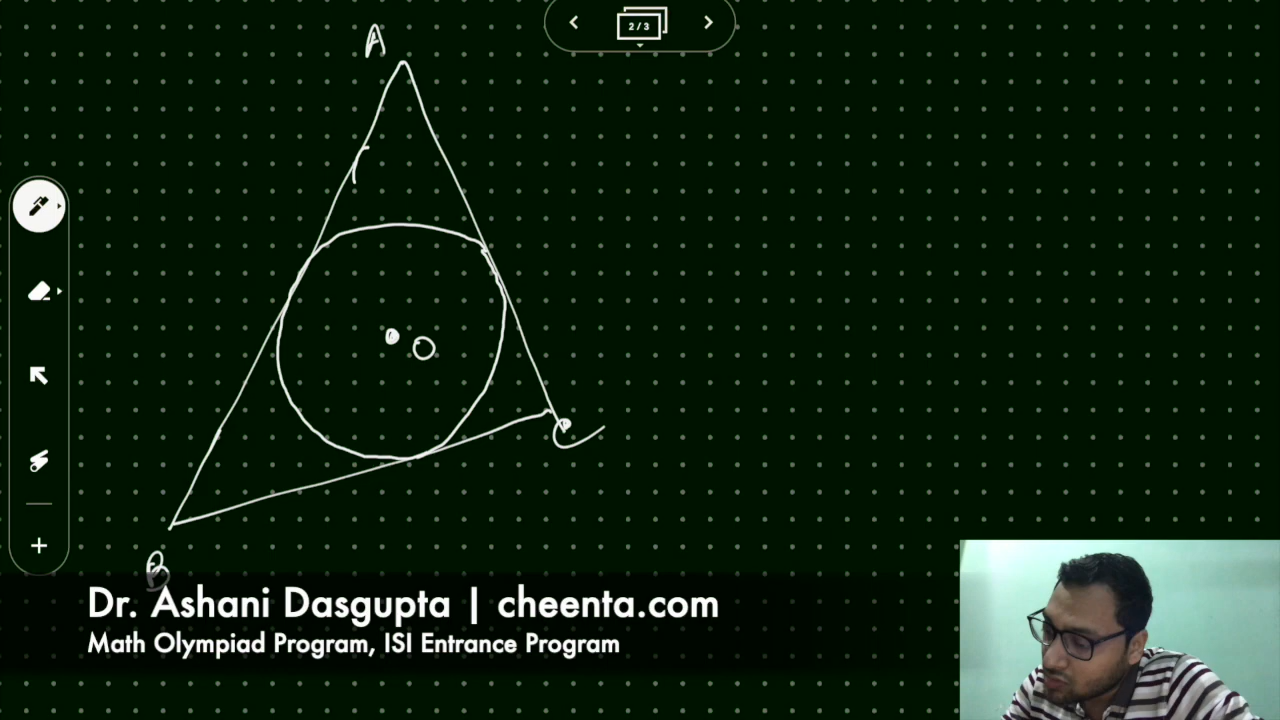 A
2/3
O
C
B
Dr. Ashani Dasgupta | cheenta.com
Math Olympiad Program, ISI Entrance Program